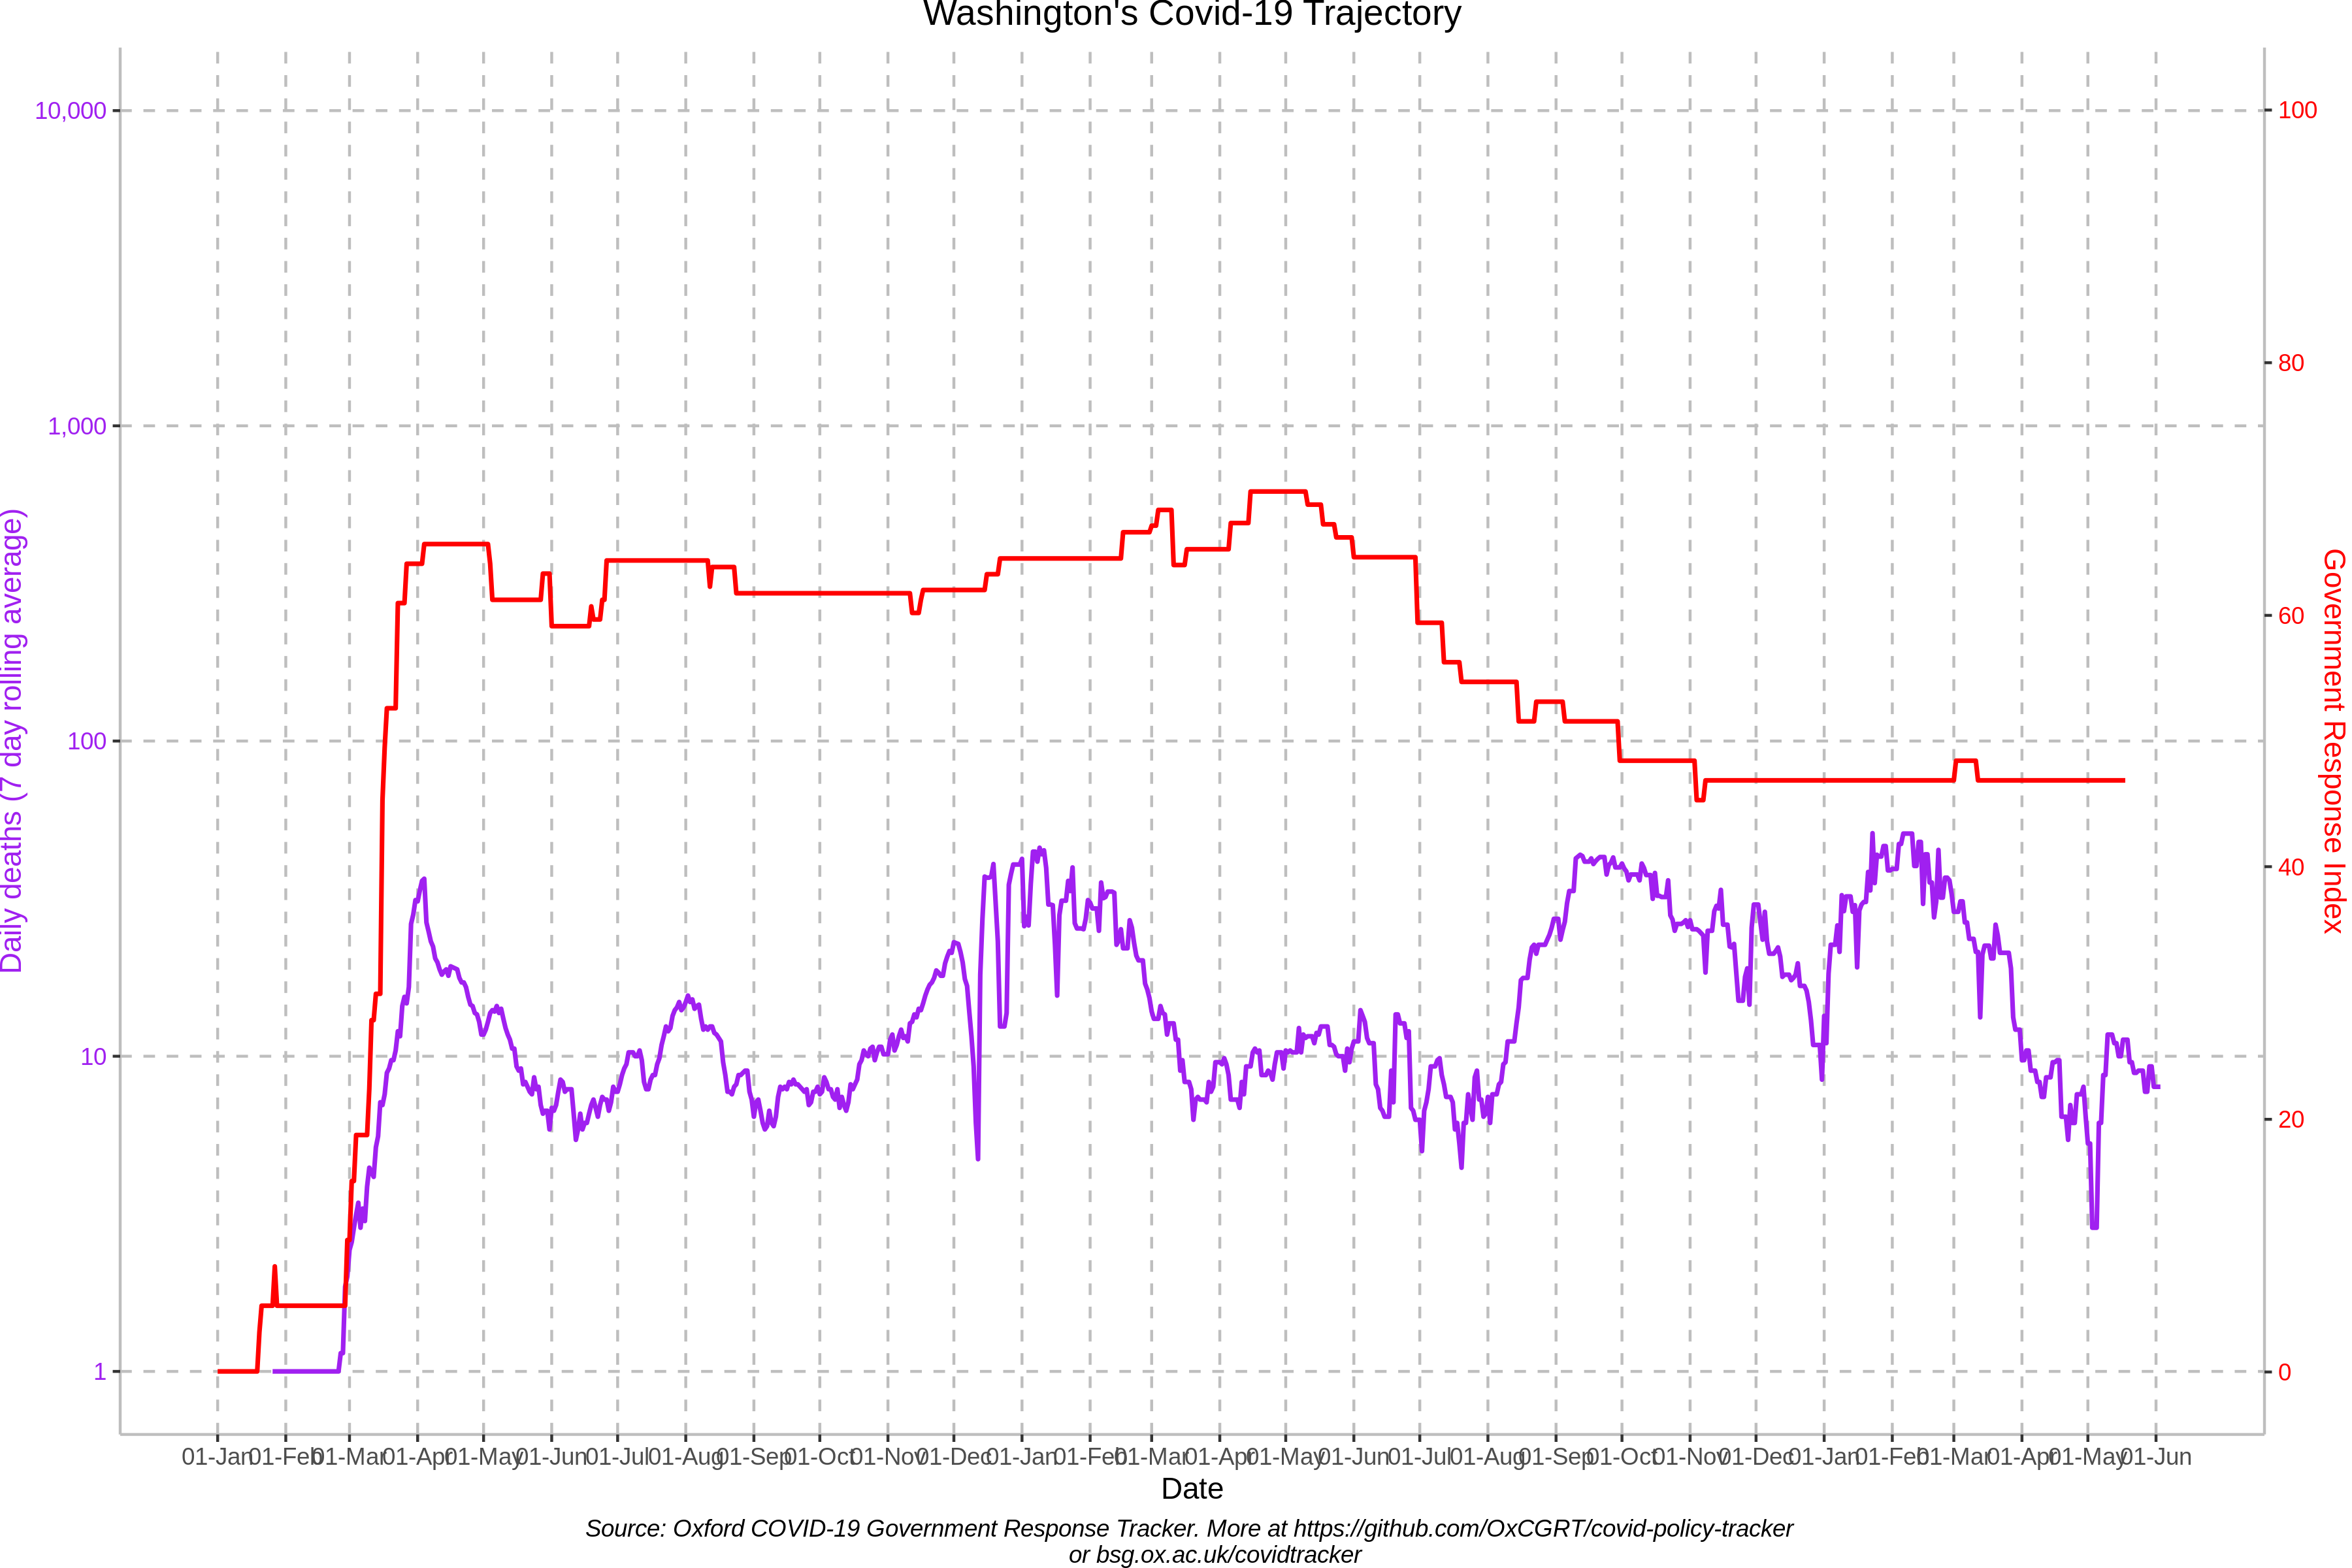 Washington's Covid-19 Trajectory
10,000
1,000
100
10
1
Daily deaths (7 day rolling average)
100
80
60
40
20
0
Government Response Index
01-Jan 01-Feb 01-Mar 01-Apr 01-May 01-Jun 01-Jul 01-Aug 01-Sep 01-Oct 01-Nov 01-Dec 01-Jan 01-Feb 01-Mar 01-Apr 01-May 01-Jun 01-Jul 01-Aug 01-Sep 01-Oct 01-Nov 01-Dec 01-Jan 01-Feb 01-Mar 01-Apr 01-May 01-Jun
Date
Source: Oxford COVID-19 Government Response Tracker. More at https://github.com/OxCGRT/covid-policy-tracker
or bsg.ox.ac.uk/covidtracker